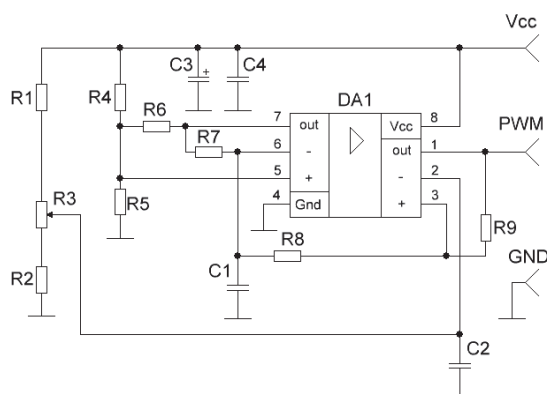 Vcc
C3 + C4
R1 R4 DA1
R6 7 out Vcc 8
PWM
R7 6 - out 1
5 + - 2
R3 R5 4 Gnd + 3
R8 R9
GND
R2 C1
C2